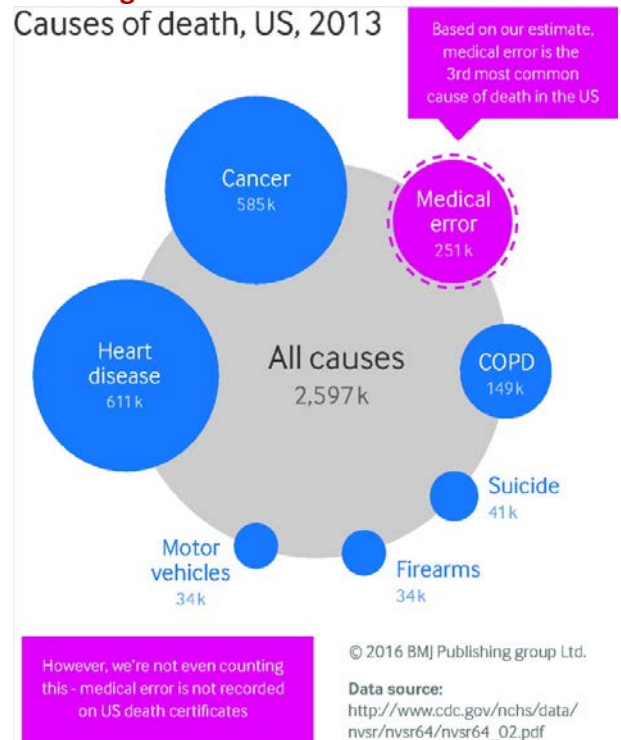 Causes of death, US, 2013
Based on our estimate,
medical error is the
3rd most common
cause of death in the US
Cancer
585k
Medical
error
251k
Heart
disease
611k
All causes
2,597k
COPD
149k
Suicide
41k
Motor
vehicles
34k
Firearms
34k
However, we're not even counting
this - medical error is not recorded
on US death certificates
© 2016 BMJ Publishing group Ltd.
Data source:
http://www.cdc.gov/nchs/data/
nvsr/nvsr64/nvsr64_02.pdf